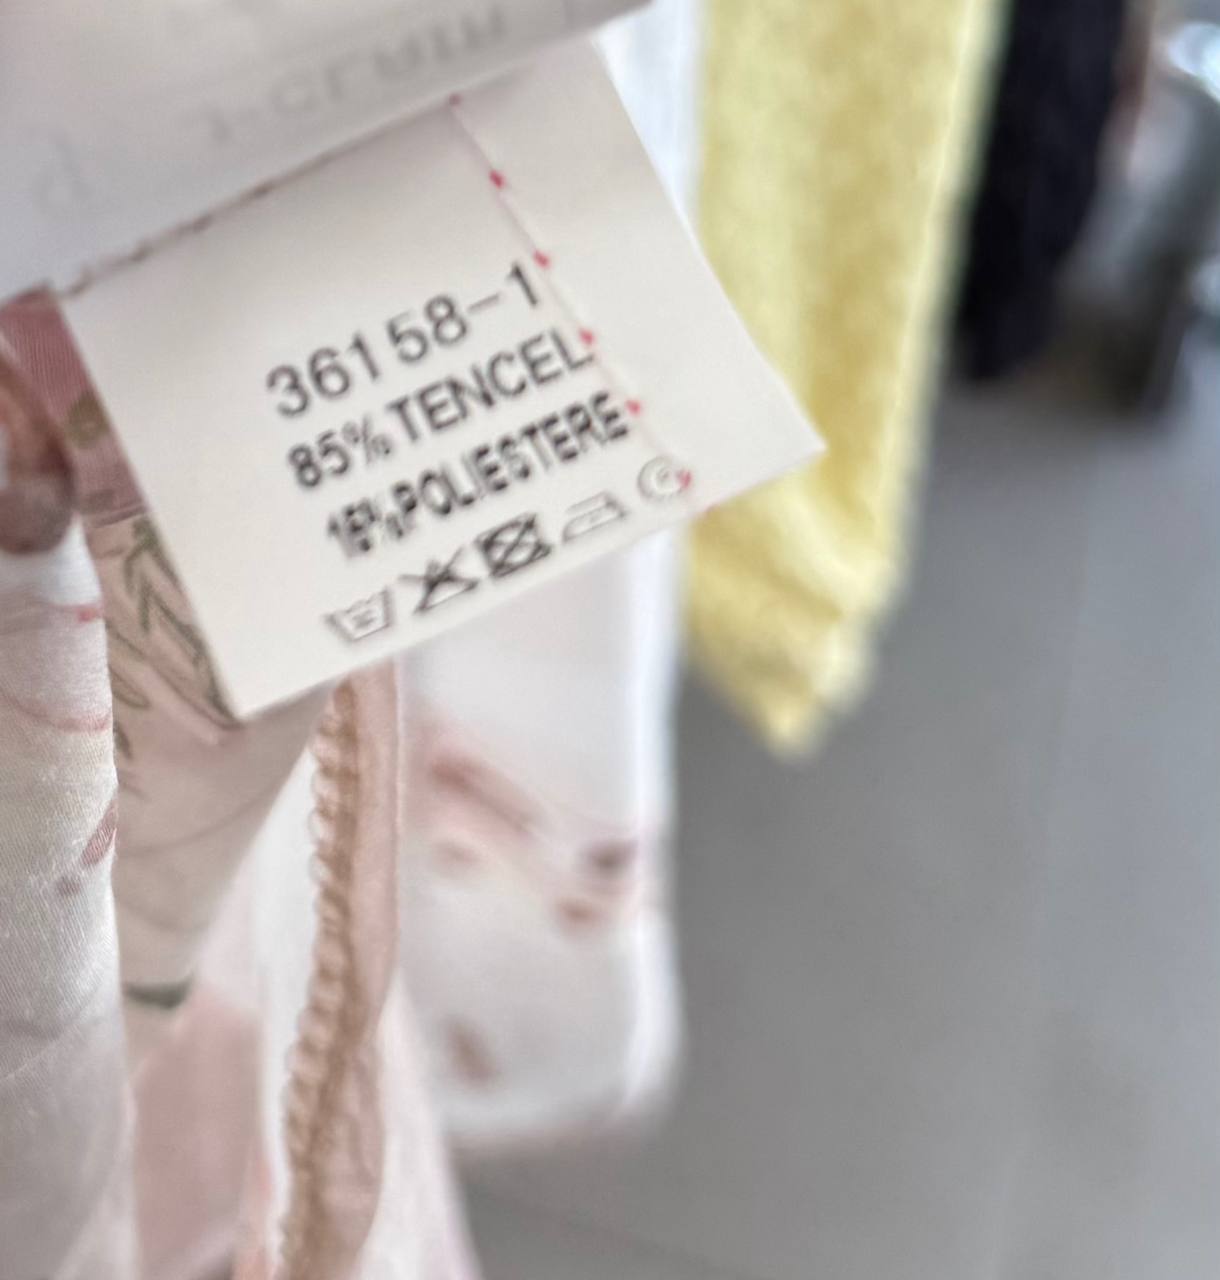 36158-1
85% TENCEL
15% POLIESTERE